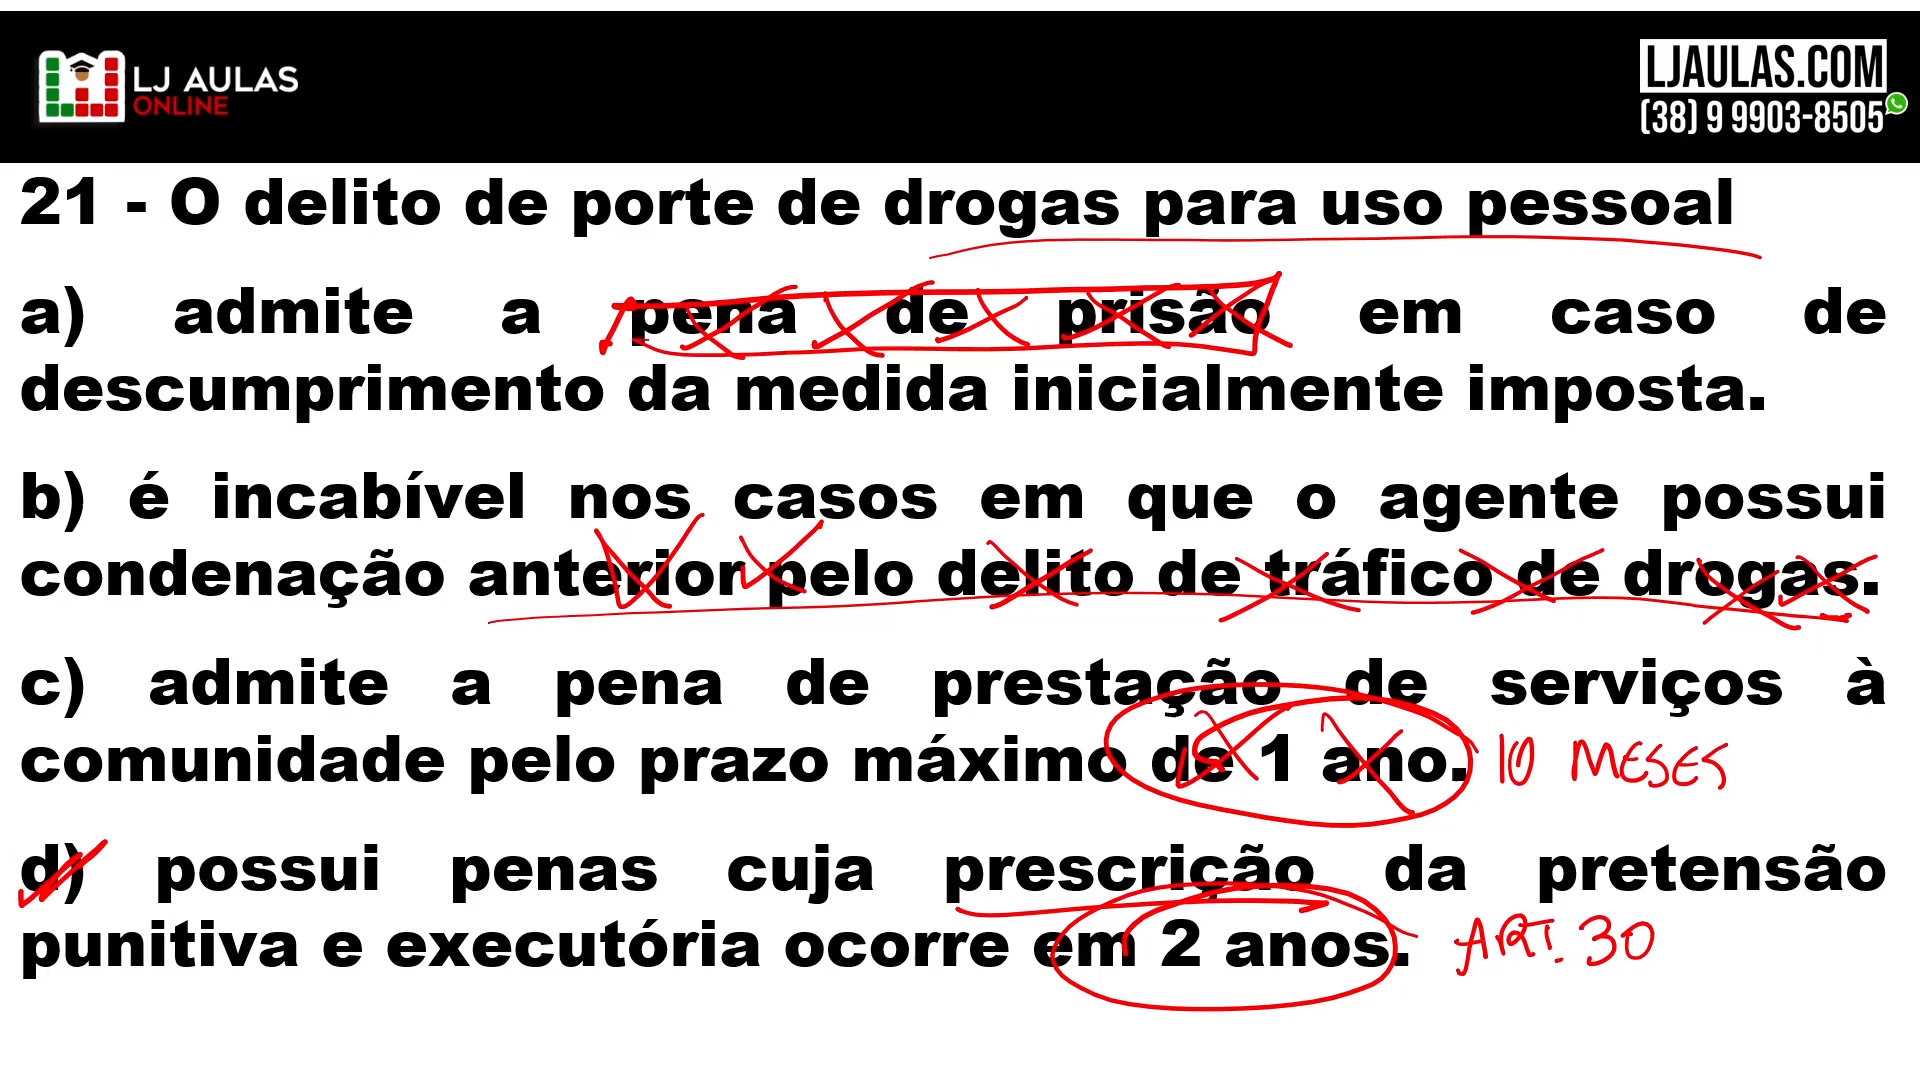 LJ AULAS
ONLINE
LJAULAS.COM
(38) 9 9903-8505
21 - O delito de porte de drogas para uso pessoal
a) admite a pena de prisão em caso de
descumprimento da medida inicialmente imposta.
b) é incabível nos casos em que o agente possui
condenação anterior pelo delito de tráfico de drogas.
c) admite a pena de prestação de serviços à
comunidade pelo prazo máximo de 1 ano. 10 MESES
d) possui penas cuja prescrição da pretensão
punitiva e executória ocorre em 2 anos. ART. 30